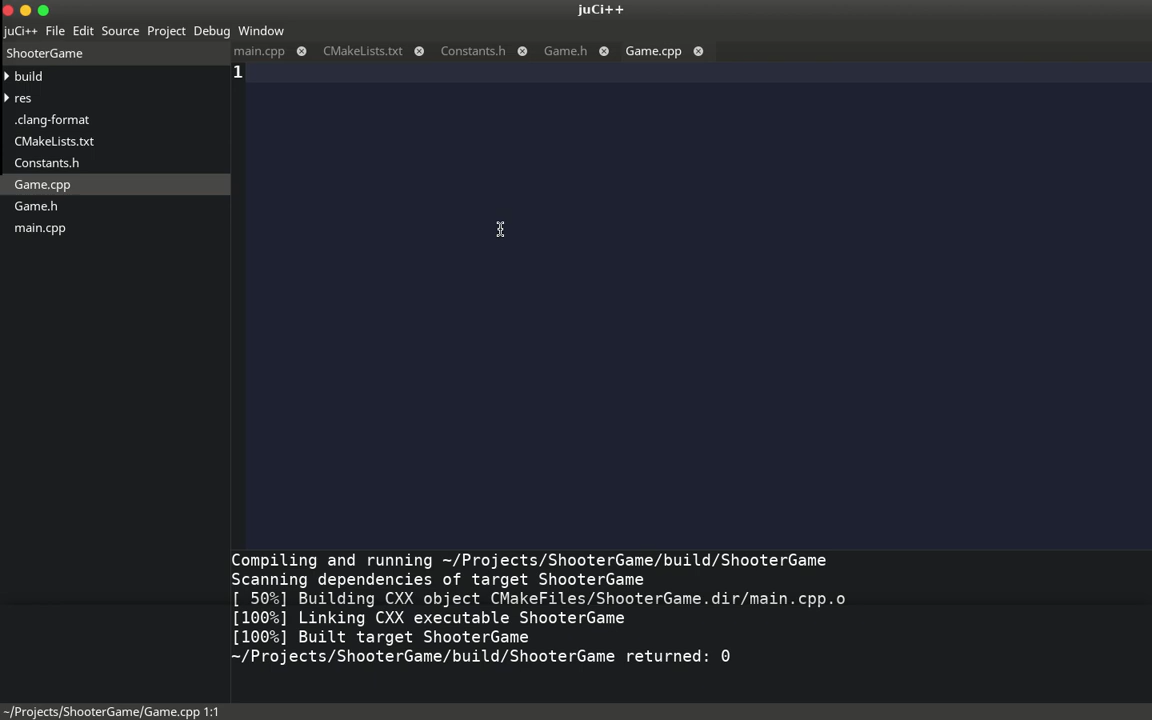 juCi++
juCi++ File Edit Source Project Debug Window
ShooterGame
build
res
.clang-format
CMakeLists.txt
Constants.h
Game.cpp
Game.h
main.cpp
main.cpp CMakeLists.txt Constants.h Game.h Game.cpp
1
Compiling and running ~/Projects/ShooterGame/build/ShooterGame
Scanning dependencies of target ShooterGame
[ 50%] Building CXX object CMakeFiles/ShooterGame.dir/main.cpp.o
[100%] Linking CXX executable ShooterGame
[100%] Built target ShooterGame
~/Projects/ShooterGame/build/ShooterGame returned: 0
~/Projects/ShooterGame/Game.cpp 1:1